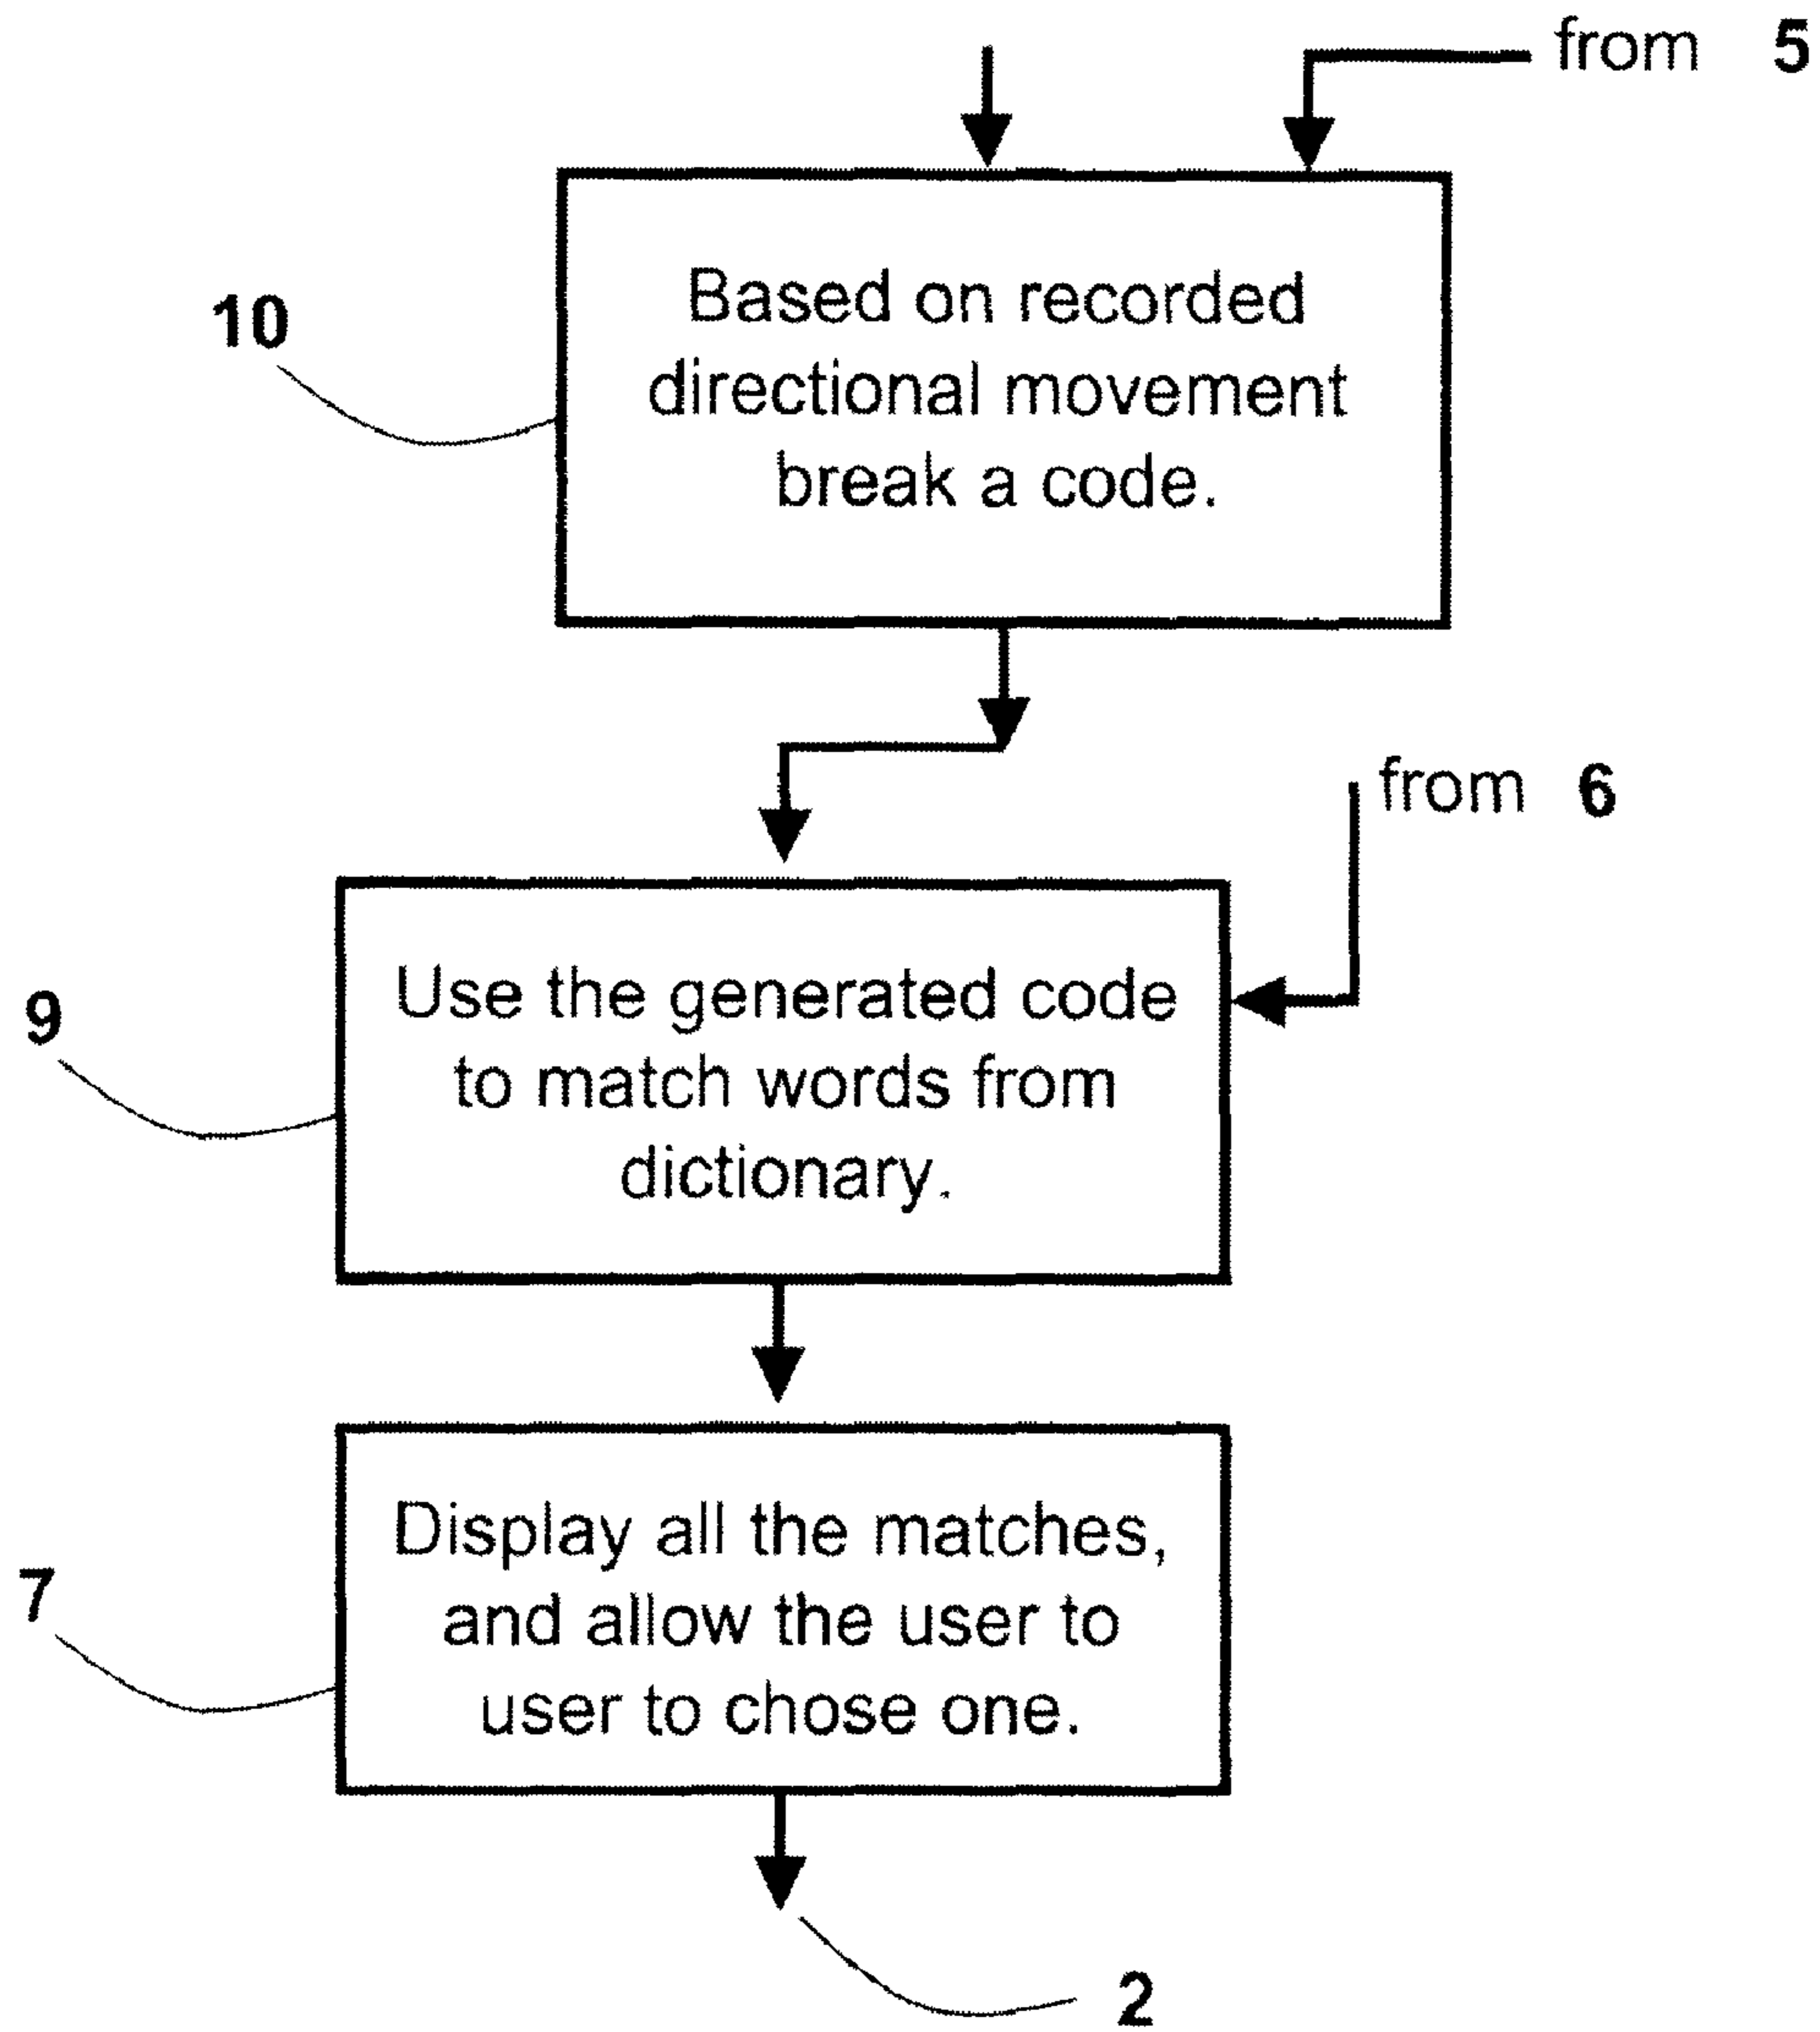 from 5
10
Based on recorded
directional movement
break a code.
from 6
9
Use the generated code
to match words from
dictionary.
7
Display all the matches,
and allow the user to
user to chose one.
2